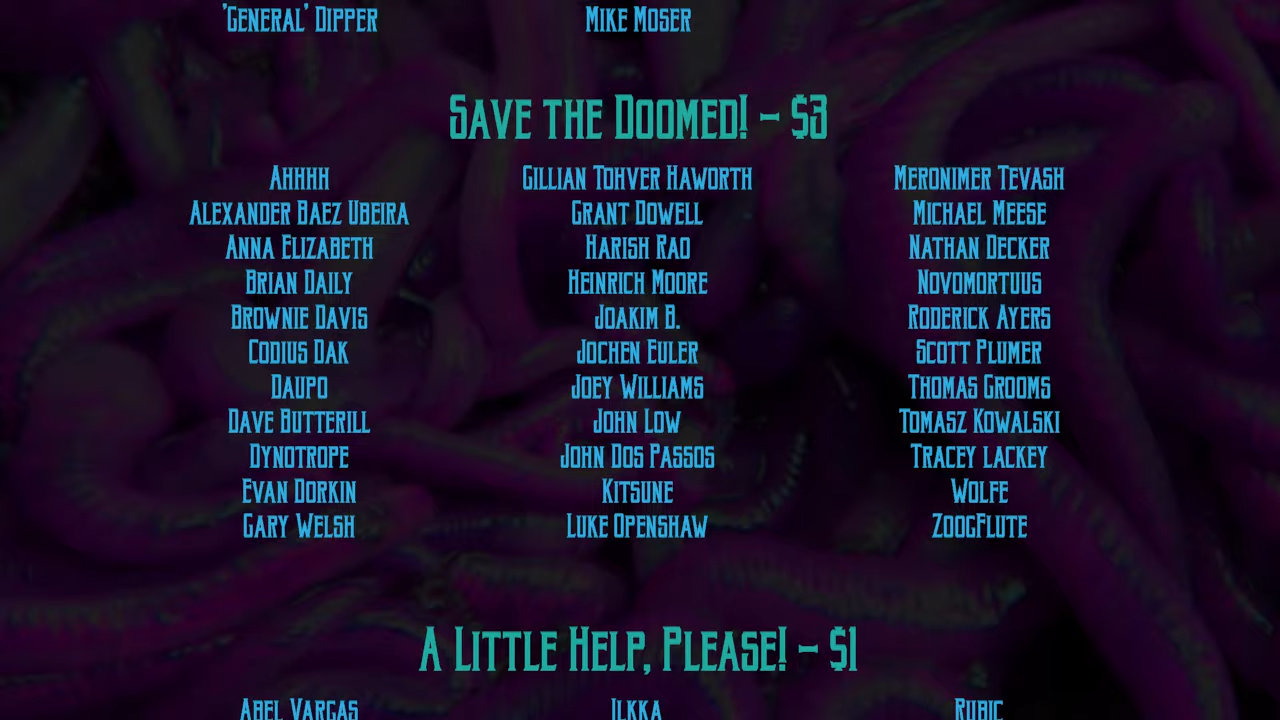 'General' Dipper
Mike Moser
Save the Doomed! – $3
Ahhhh
Gillian Tohver Haworth
Meronimer Tevash
Alexander Baez Ubeira
Grant Dowell
Michael Meese
Anna Elizabeth
Harish Rao
Nathan Decker
Brian Daily
Heinrich Moore
Novomortuus
Brownie Davis
Joakim B.
Roderick Ayers
Codius Dak
Jochen Euler
Scott Plumer
Daupo
Joey Williams
Thomas Grooms
Dave Butterill
John Low
Tomasz Kowalski
Dynotrope
John Dos Passos
Tracey lackey
Evan Dorkin
Kitsune
Wolfe
Gary Welsh
Luke Openshaw
ZoogFlute
A Little Help, Please! – $1
Abel Vargas
Ilkka
Rubic